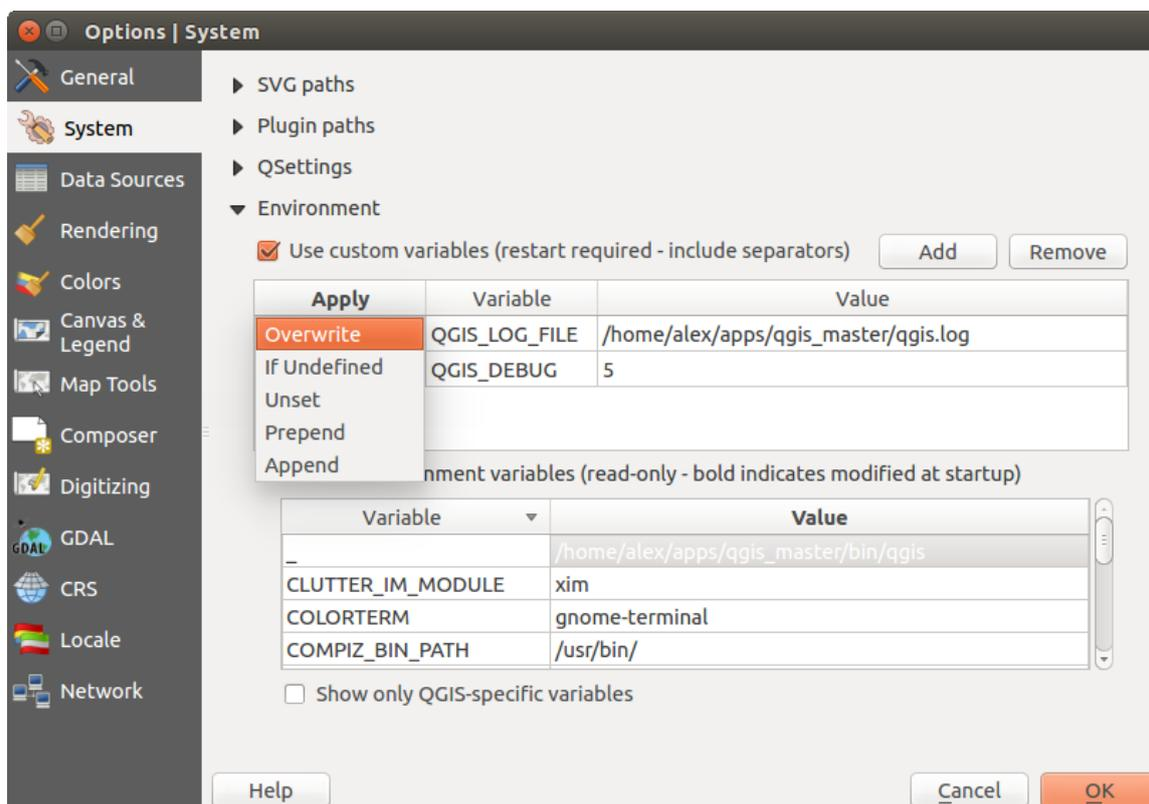 Options | System
General
System
Data Sources
Rendering
Colors
Canvas &
Legend
Map Tools
Composer
Digitizing
GDAL
GDAL
CRS
Locale
Network
SVG paths
Plugin paths
QSettings
Environment
Use custom variables (restart required - include separators) Add Remove
Apply Variable Value
Overwrite QGIS_LOG_FILE /home/alex/apps/qgis_master/qgis.log
If Undefined QGIS_DEBUG 5
Unset
Prepend
Append
variables (read-only - bold indicates modified at startup)
Variable Value
_ /home/alex/apps/qgis_master/bin/qgis
CLUTTER_IM_MODULE xim
COLORTERM gnome-terminal
COMPIZ_BIN_PATH /usr/bin/
Show only QGIS-specific variables
Help Cancel OK